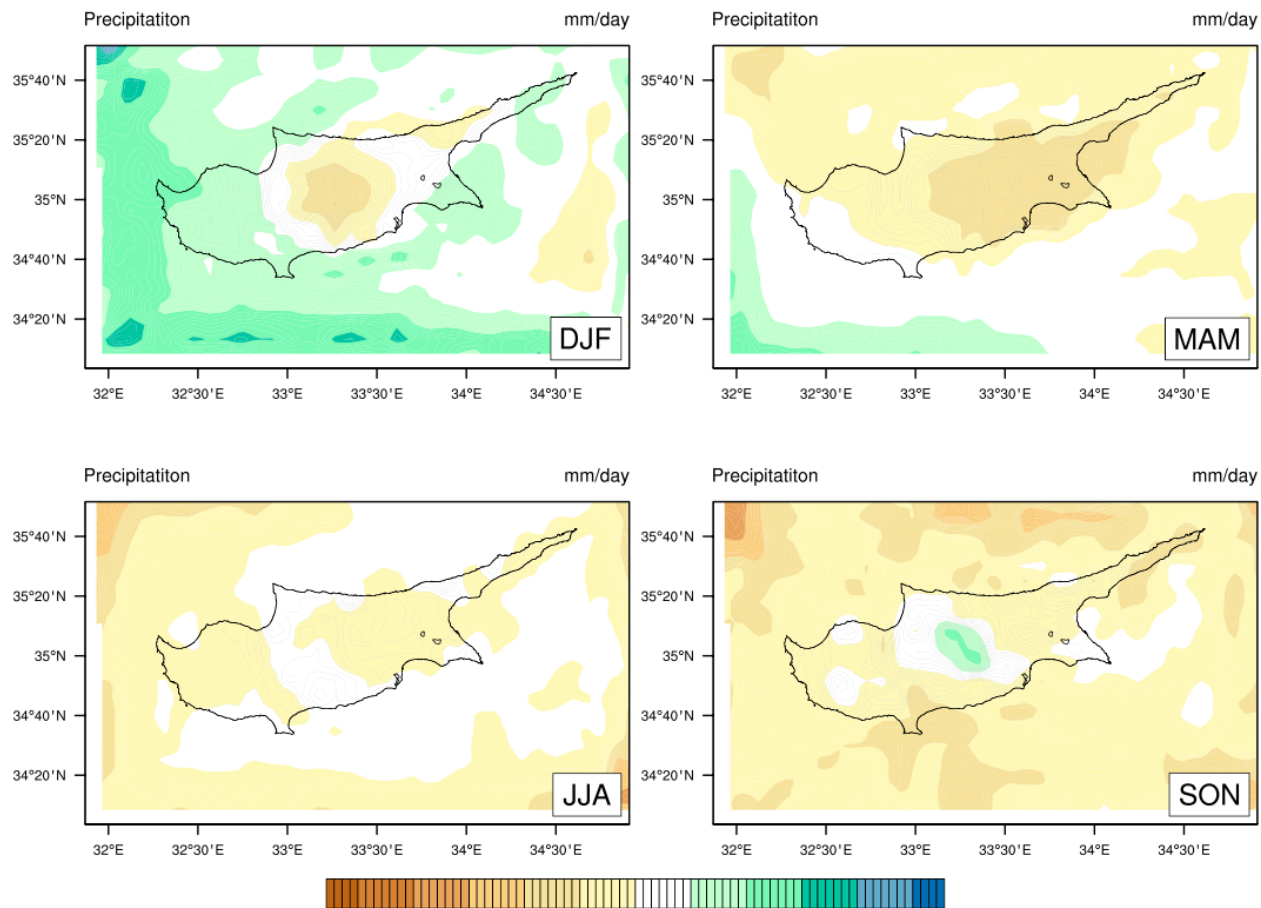 Precipitatiton mm/day Precipitatiton mm/day
35°40'N 35°40'N
35°20'N 35°20'N
35°N 35°N
34°40'N 34°40'N
34°20'N 34°20'N
DJF MAM
32°E 32°30'E 33°E 33°30'E 34°E 34°30'E 32°E 32°30'E 33°E 33°30'E 34°E 34°30'E
Precipitatiton mm/day Precipitatiton mm/day
35°40'N 35°40'N
35°20'N 35°20'N
35°N 35°N
34°40'N 34°40'N
34°20'N 34°20'N
JJA SON
32°E 32°30'E 33°E 33°30'E 34°E 34°30'E 32°E 32°30'E 33°E 33°30'E 34°E 34°30'E